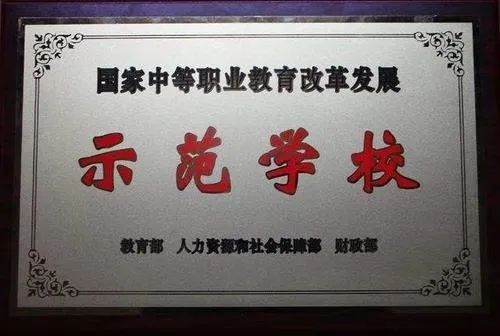 国家中等职业教育改革发展
示范学校
教育部 人力资源和社会保障部 财政部